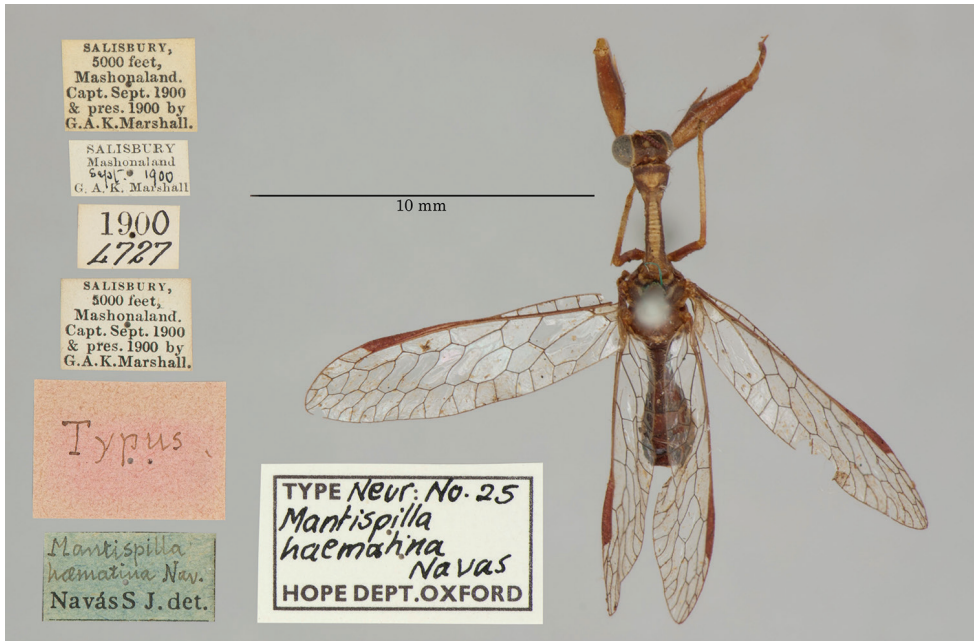 SALISBURY,
5000 feet,
Mashonaland.
Capt. Sept. 1900
& pres. 1900 by
G.A.K.Marshall.
SALISBURY
Mashonaland
Sept. 1900
G. A. K. Marshall
1900
4727
SALISBURY,
5000 feet,
Mashonaland.
Capt. Sept. 1900
& pres. 1900 by
G.A.K.Marshall.
Typus
Mantispilla
hæmatina Nav.
Navás S J. det.
10 mm
TYPE Neur: No. 25
Mantispilla
haematina
Navas
HOPE DEPT.OXFORD